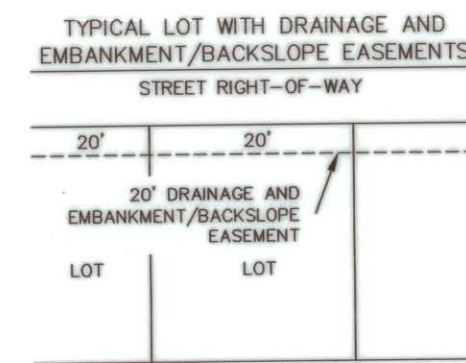 TYPICAL LOT WITH DRAINAGE AND
EMBANKMENT/BACKSLOPE EASEMENTS
STREET RIGHT-OF-WAY
20' 20'
20' DRAINAGE AND
EMBANKMENT/BACKSLOPE
EASEMENT
LOT LOT